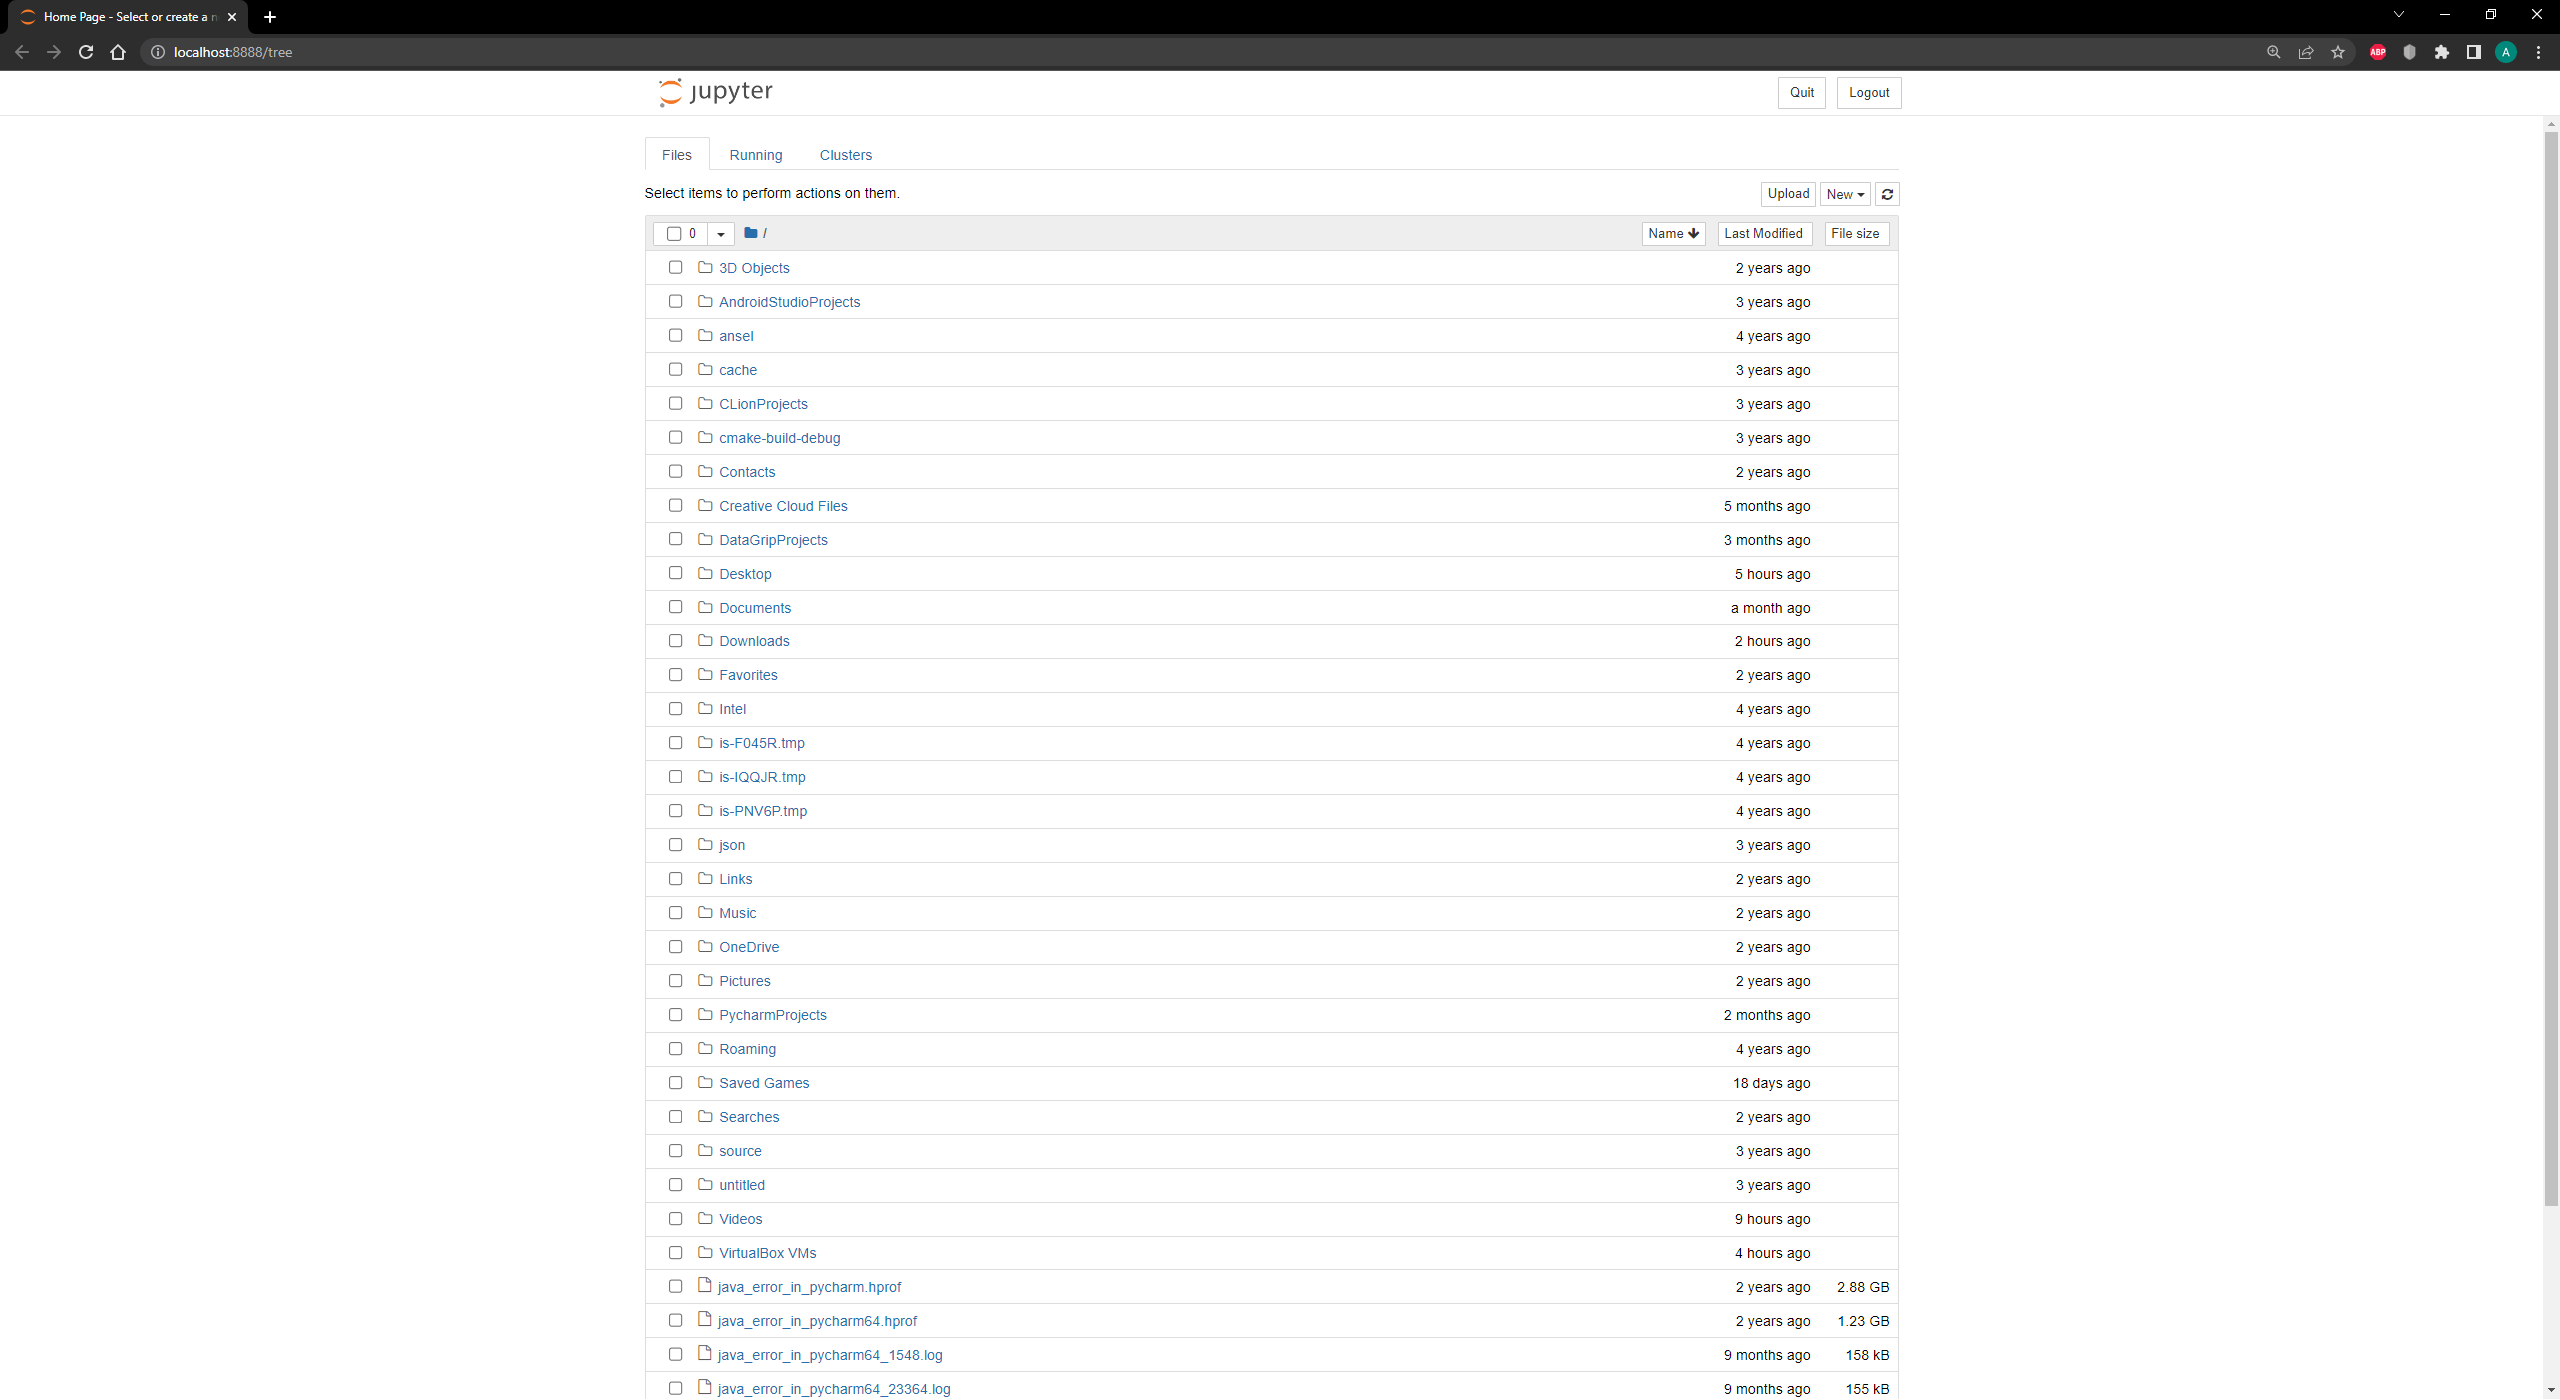 Home Page - Select or create a n
localhost:8888/tree
ABP
A
jupyter
Quit Logout
Files Running Clusters
Select items to perform actions on them.
Upload New
0 / Name Last Modified File size
3D Objects 2 years ago
AndroidStudioProjects 3 years ago
ansel 4 years ago
cache 3 years ago
CLionProjects 3 years ago
cmake-build-debug 3 years ago
Contacts 2 years ago
Creative Cloud Files 5 months ago
DataGripProjects 3 months ago
Desktop 5 hours ago
Documents a month ago
Downloads 2 hours ago
Favorites 2 years ago
Intel 4 years ago
is-F045R.tmp 4 years ago
is-IQQJR.tmp 4 years ago
is-PNV6P.tmp 4 years ago
json 3 years ago
Links 2 years ago
Music 2 years ago
OneDrive 2 years ago
Pictures 2 years ago
PycharmProjects 2 months ago
Roaming 4 years ago
Saved Games 18 days ago
Searches 2 years ago
source 3 years ago
untitled 3 years ago
Videos 9 hours ago
VirtualBox VMs 4 hours ago
java_error_in_pycharm.hprof 2 years ago 2.88 GB
java_error_in_pycharm64.hprof 2 years ago 1.23 GB
java_error_in_pycharm64_1548.log 9 months ago 158 kB
java_error_in_pycharm64_23364.log 9 months ago 155 kB